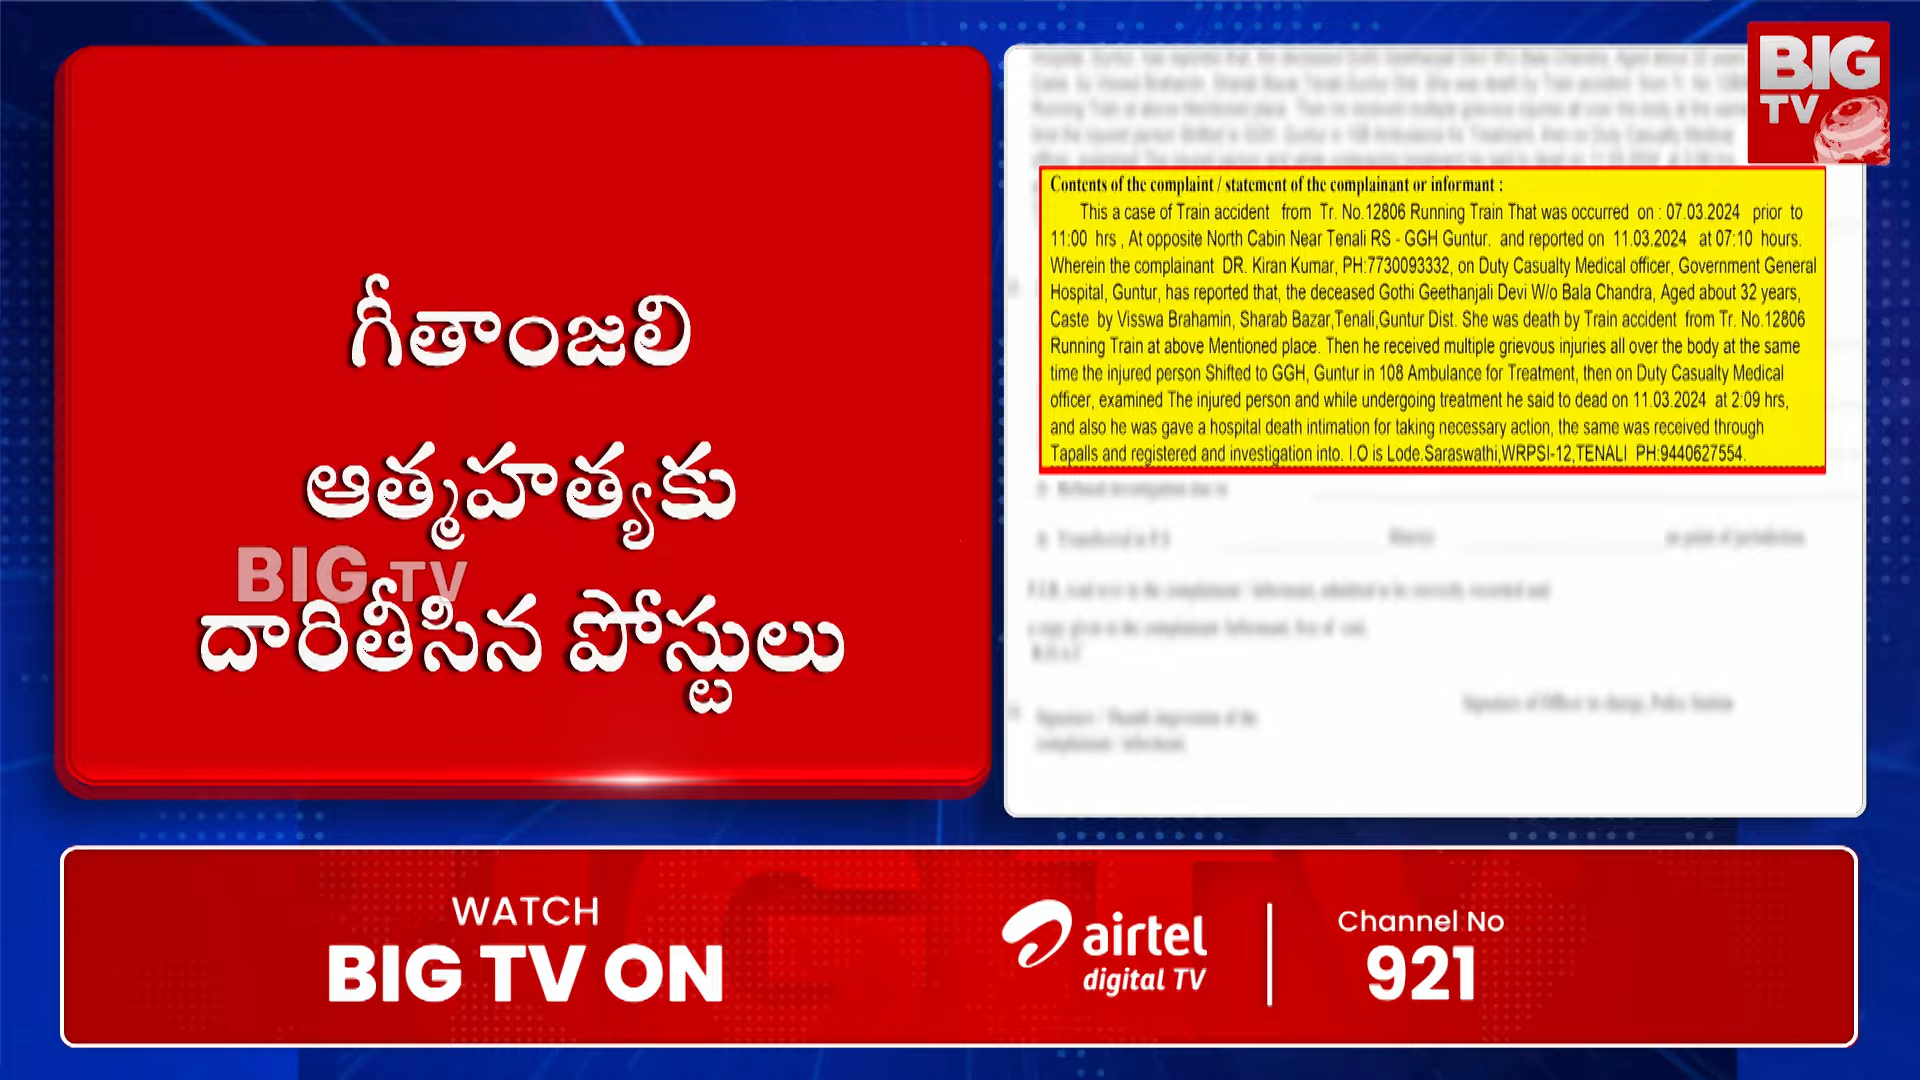 గీతాంజలి
ఆత్మహత్యకు
దారితీసిన పోస్టులు
BIG TV
BIG
TV
Contents of the complaint / statement of the complainant or informant :
This a case of Train accident from Tr. No.12806 Running Train That was occurred on : 07.03.2024 prior to
11:00 hrs , At opposite North Cabin Near Tenali RS - GGH Guntur. and reported on 11.03.2024 at 07:10 hours.
Wherein the complainant DR. Kiran Kumar, PH:7730093332, on Duty Casualty Medical officer, Government General
Hospital, Guntur, has reported that, the deceased Gothi Geethanjali Devi W/o Bala Chandra, Aged about 32 years,
Caste by Visswa Brahamin, Sharab Bazar,Tenali,Guntur Dist. She was death by Train accident from Tr. No.12806
Running Train at above Mentioned place. Then he received multiple grievous injuries all over the body at the same
time the injured person Shifted to GGH, Guntur in 108 Ambulance for Treatment, then on Duty Casualty Medical
officer, examined The injured person and while undergoing treatment he said to dead on 11.03.2024 at 2:09 hrs,
and also he was gave a hospital death intimation for taking necessary action, the same was received through
Tapalls and registered and investigation into. I.O is Lode.Saraswathi,WRPSI-12,TENALI PH:9440627554.
WATCH
BIG TV ON
airtel
digital TV
Channel No
921